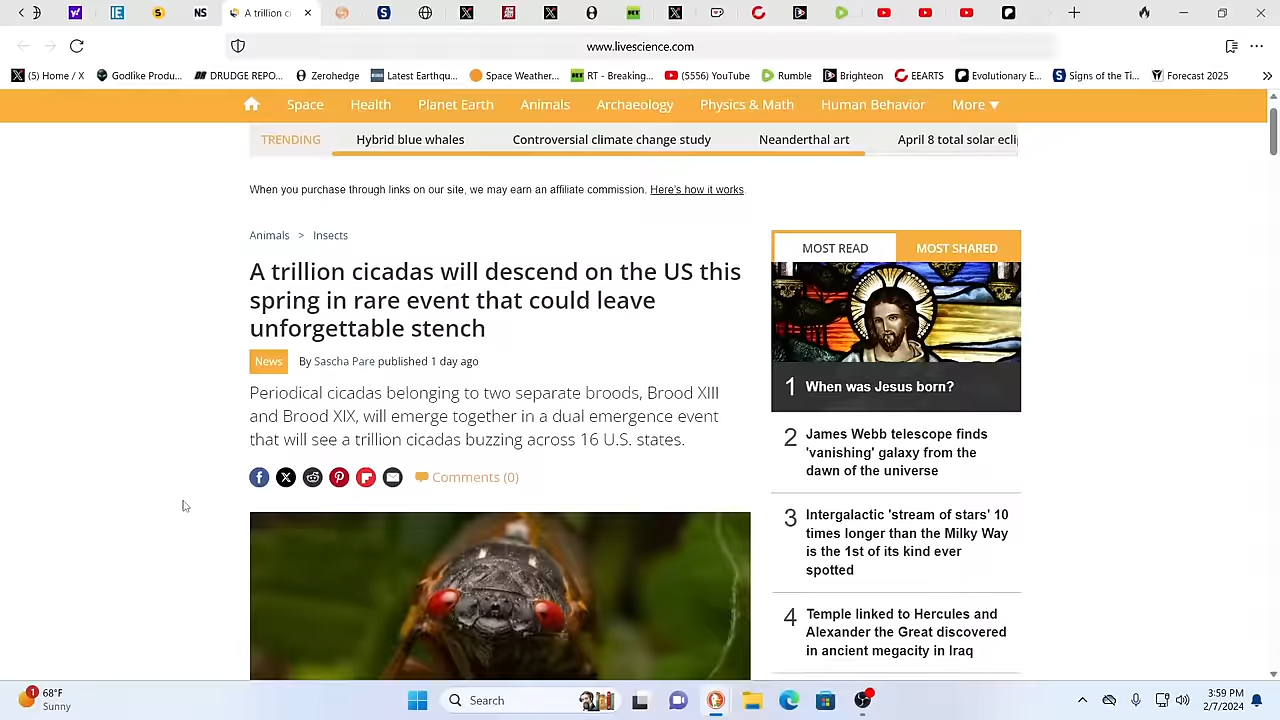 NS
A trillion c
www.livescience.com
(5) Home / X
Godlike Produ...
DRUDGE REPO...
Zerohedge
Latest Earthqu...
Space Weather...
RT - Breaking...
(5556) YouTube
Rumble
Brighteon
EEARTS
Evolutionary E...
Signs of the Ti...
Forecast 2025
Space
Health
Planet Earth
Animals
Archaeology
Physics & Math
Human Behavior
More
TRENDING
Hybrid blue whales
Controversial climate change study
Neanderthal art
April 8 total solar ecli
When you purchase through links on our site, we may earn an affiliate commission. Here's how it works.
Animals > Insects
A trillion cicadas will descend on the US this
spring in rare event that could leave
unforgettable stench
News
By Sascha Pare published 1 day ago
Periodical cicadas belonging to two separate broods, Brood XIII
and Brood XIX, will emerge together in a dual emergence event
that will see a trillion cicadas buzzing across 16 U.S. states.
Comments (0)
MOST READ
MOST SHARED
1 When was Jesus born?
2 James Webb telescope finds
'vanishing' galaxy from the
dawn of the universe
3 Intergalactic 'stream of stars' 10
times longer than the Milky Way
is the 1st of its kind ever
spotted
4 Temple linked to Hercules and
Alexander the Great discovered
in ancient megacity in Iraq
1
68°F
Sunny
Search
3:59 PM
2/7/2024